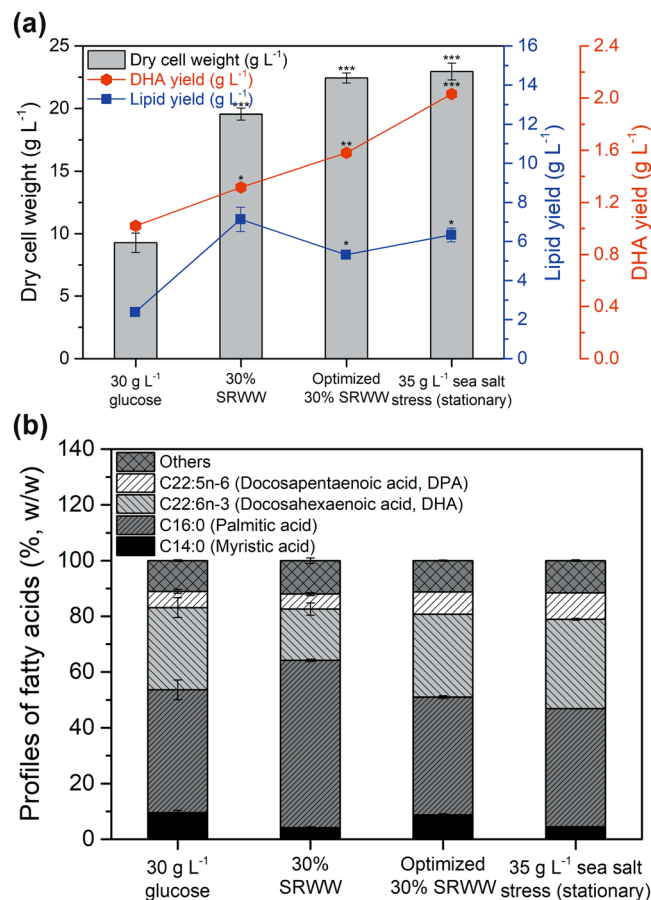 (a)
25
20
15
10
5
0
Dry cell weight (g L⁻¹)
Dry cell weight (g L⁻¹)
DHA yield (g L⁻¹)
Lipid yield (g L⁻¹)
***
*
***
**
*
***
***
*
16
14
12
10
8
6
4
2
0
Lipid yield (g L⁻¹)
2.4
2.0
1.6
1.2
0.8
0.4
0.0
DHA yield (g L⁻¹)
30 g L⁻¹
glucose
30%
SRWW
Optimized
30% SRWW
35 g L⁻¹ sea salt
stress (stationary)
(b)
140
120
100
80
60
40
20
0
Profiles of fatty acids (%, w/w)
Others
C22:5n-6 (Docosapentaenoic acid, DPA)
C22:6n-3 (Docosahexaenoic acid, DHA)
C16:0 (Palmitic acid)
C14:0 (Myristic acid)
30 g L⁻¹
glucose
30%
SRWW
Optimized
30% SRWW
35 g L⁻¹ sea salt
stress (stationary)